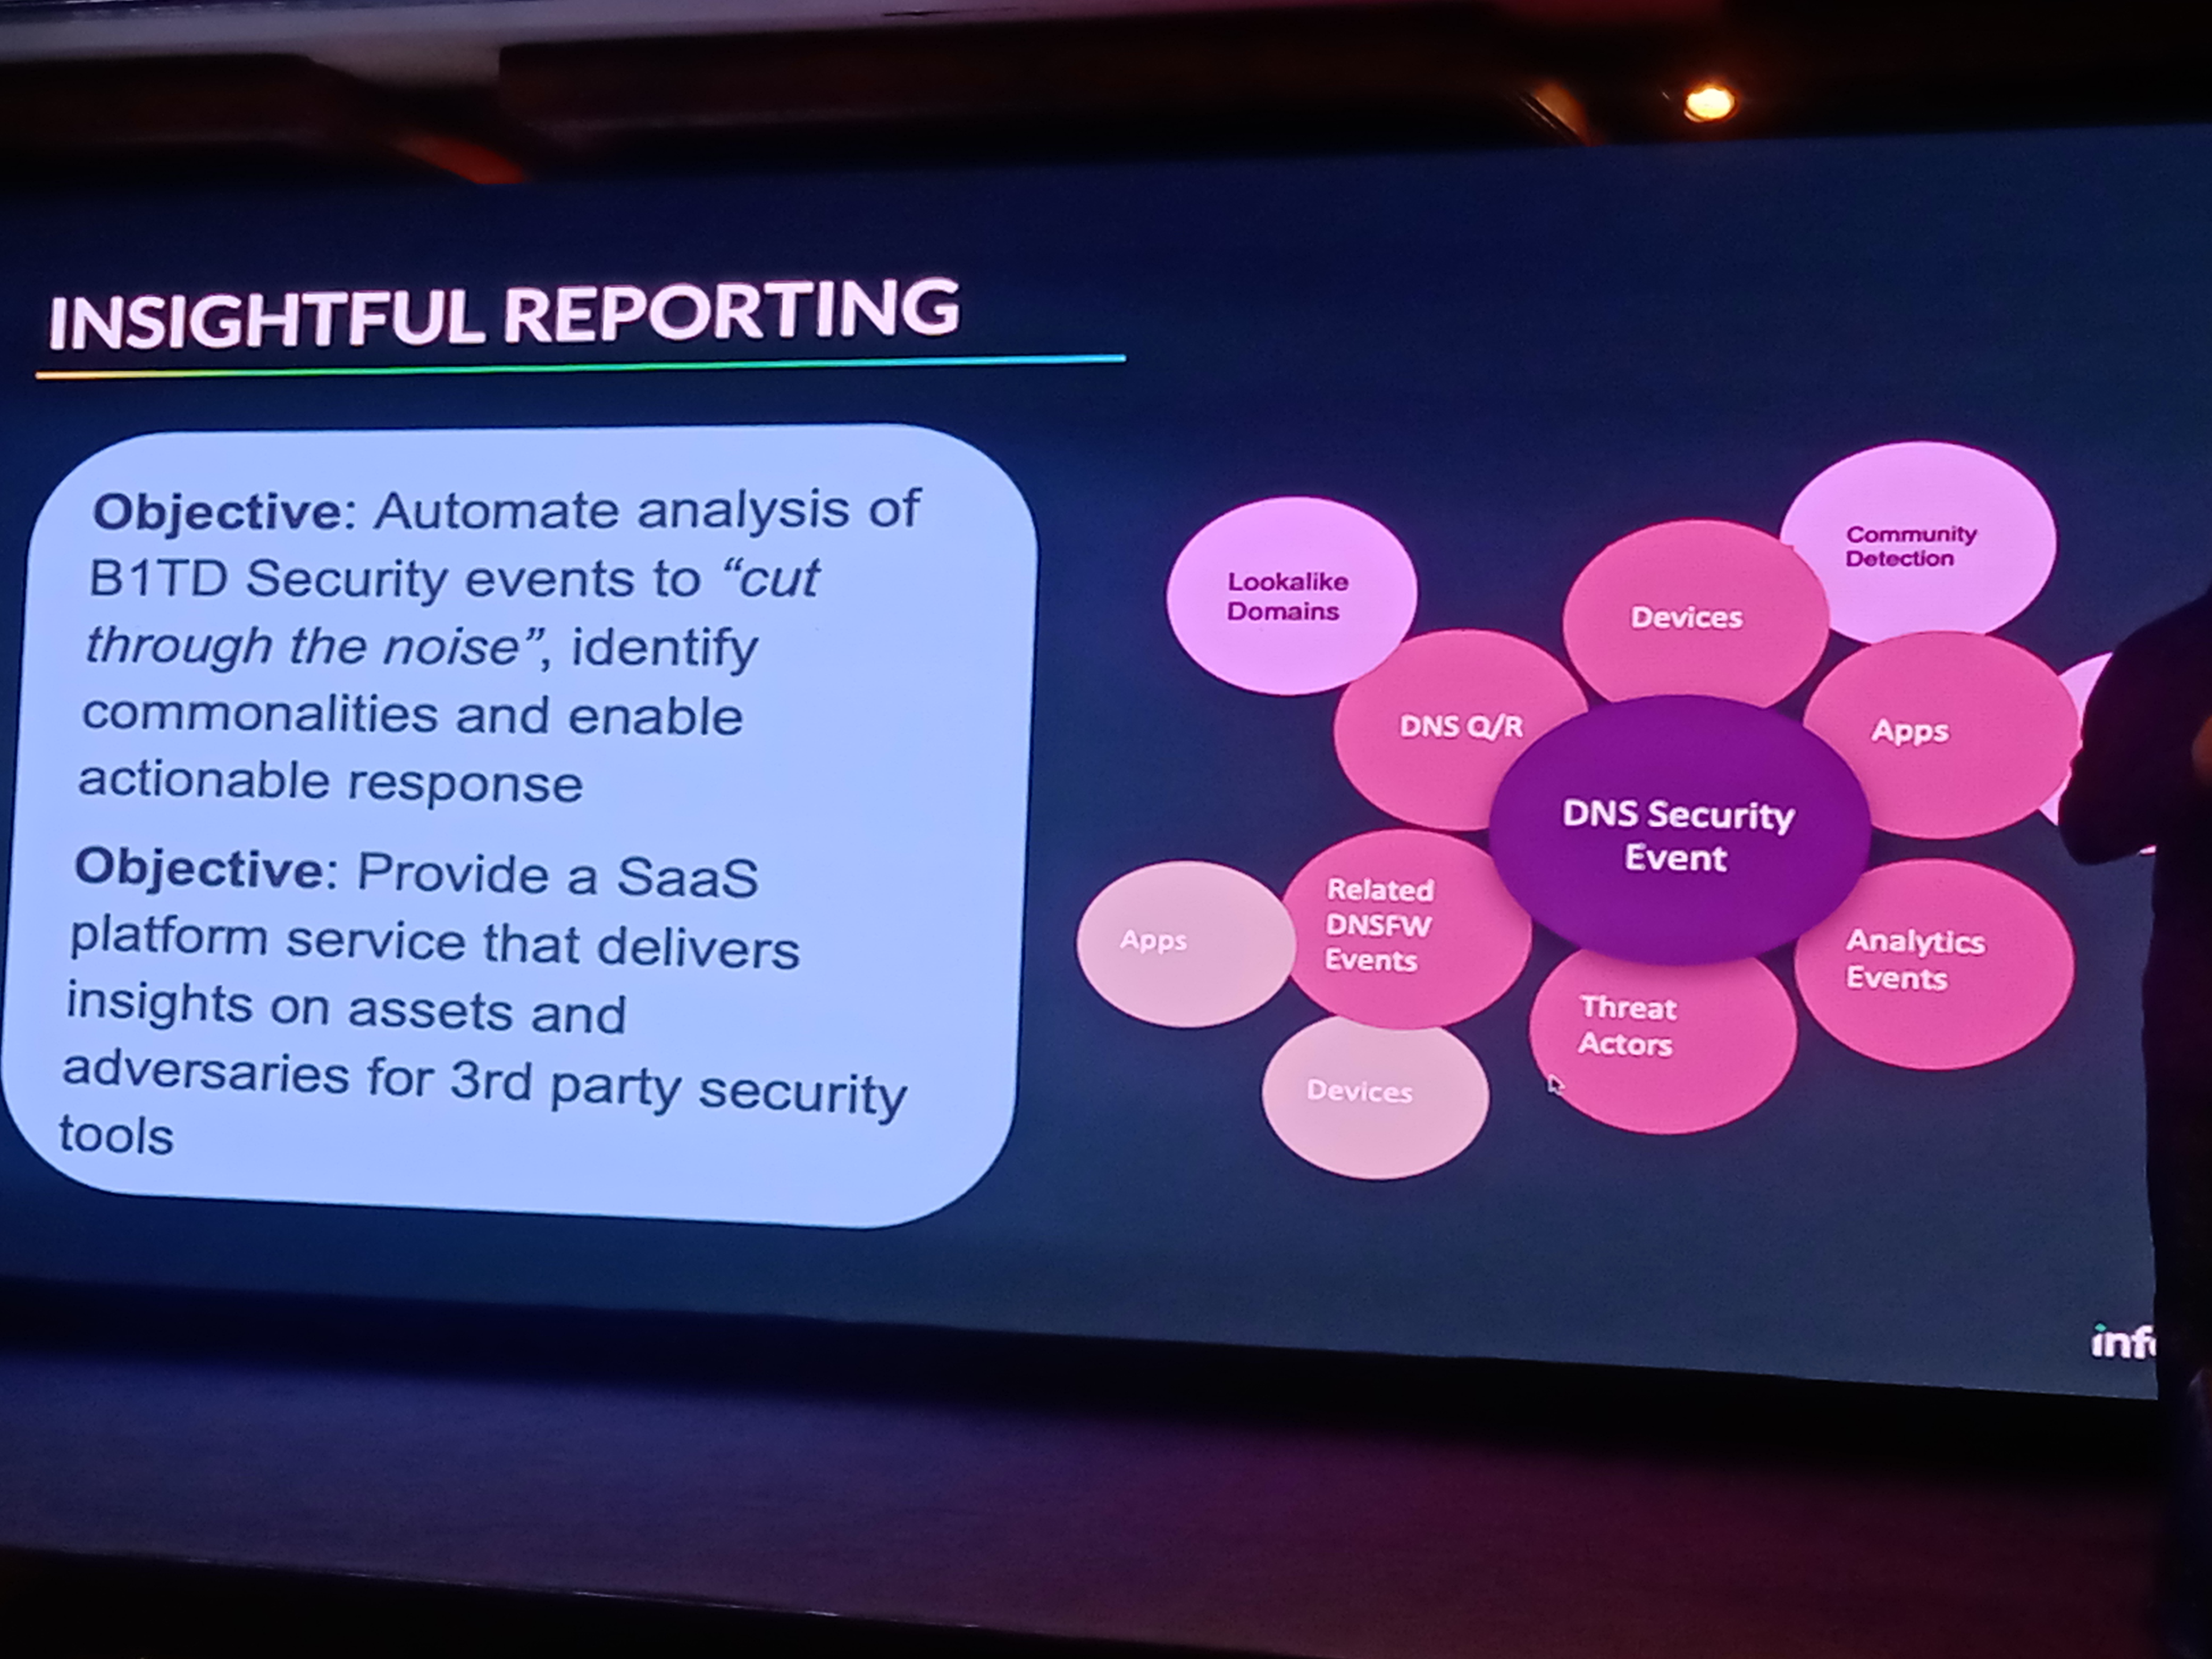 INSIGHTFUL REPORTING
Objective: Automate analysis of
B1TD Security events to “cut
through the noise”, identify
commonalities and enable
actionable response
Objective: Provide a SaaS
platform service that delivers
insights on assets and
adversaries for 3rd party security
tools
Community
Detection
Lookalike
Domains
Devices
DNS Q/R
Apps
DNS Security
Event
Related
DNSFW
Events
Apps
Analytics
Events
Threat
Actors
Devices
inf